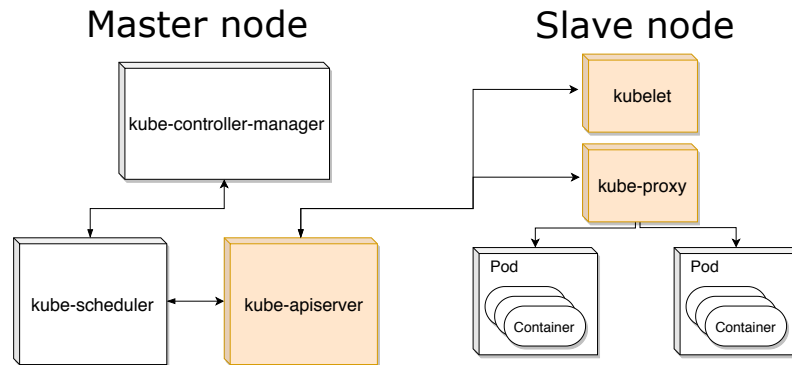 Master node
Slave node
kube-controller-manager
kubelet
kube-proxy
kube-scheduler
kube-apiserver
Pod
Container
Pod
Container